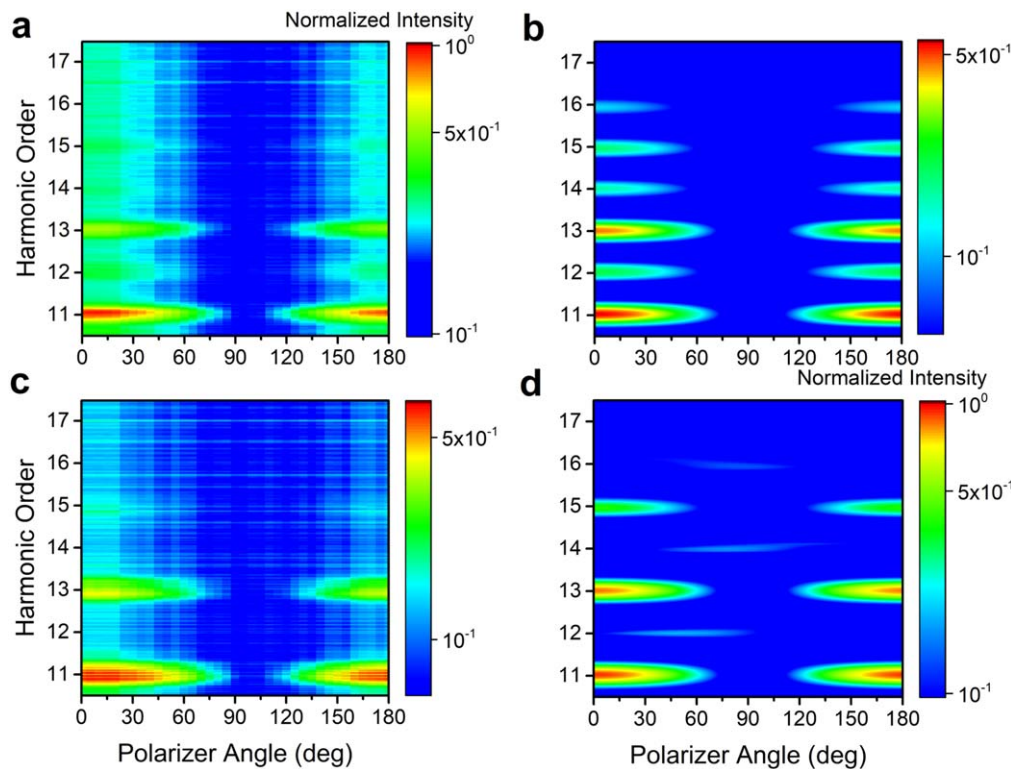 a
Normalized Intensity
b
17
16
15
14
13
12
11
Harmonic Order
0 30 60 90 120 150 180
10⁰
5x10⁻¹
10⁻¹
17
16
15
14
13
12
11
0 30 60 90 120 150 180
5x10⁻¹
10⁻¹
c
d
Normalized Intensity
17
16
15
14
13
12
11
Harmonic Order
0 30 60 90 120 150 180
Polarizer Angle (deg)
5x10⁻¹
10⁻¹
17
16
15
14
13
12
11
0 30 60 90 120 150 180
Polarizer Angle (deg)
10⁰
5x10⁻¹
10⁻¹